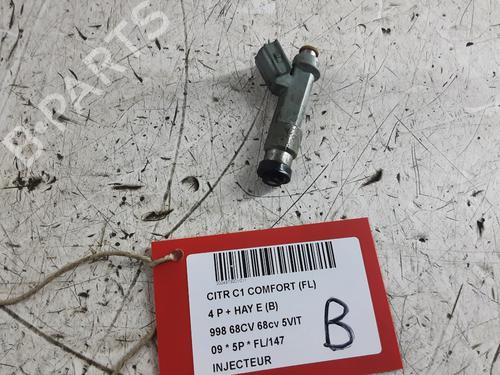 B-PARTS
CITR C1 COMFORT (FL)
4 P + HAY E (B)
998 68CV 68cv 5VIT
09 * 5P * FL/147
INJECTEUR
B